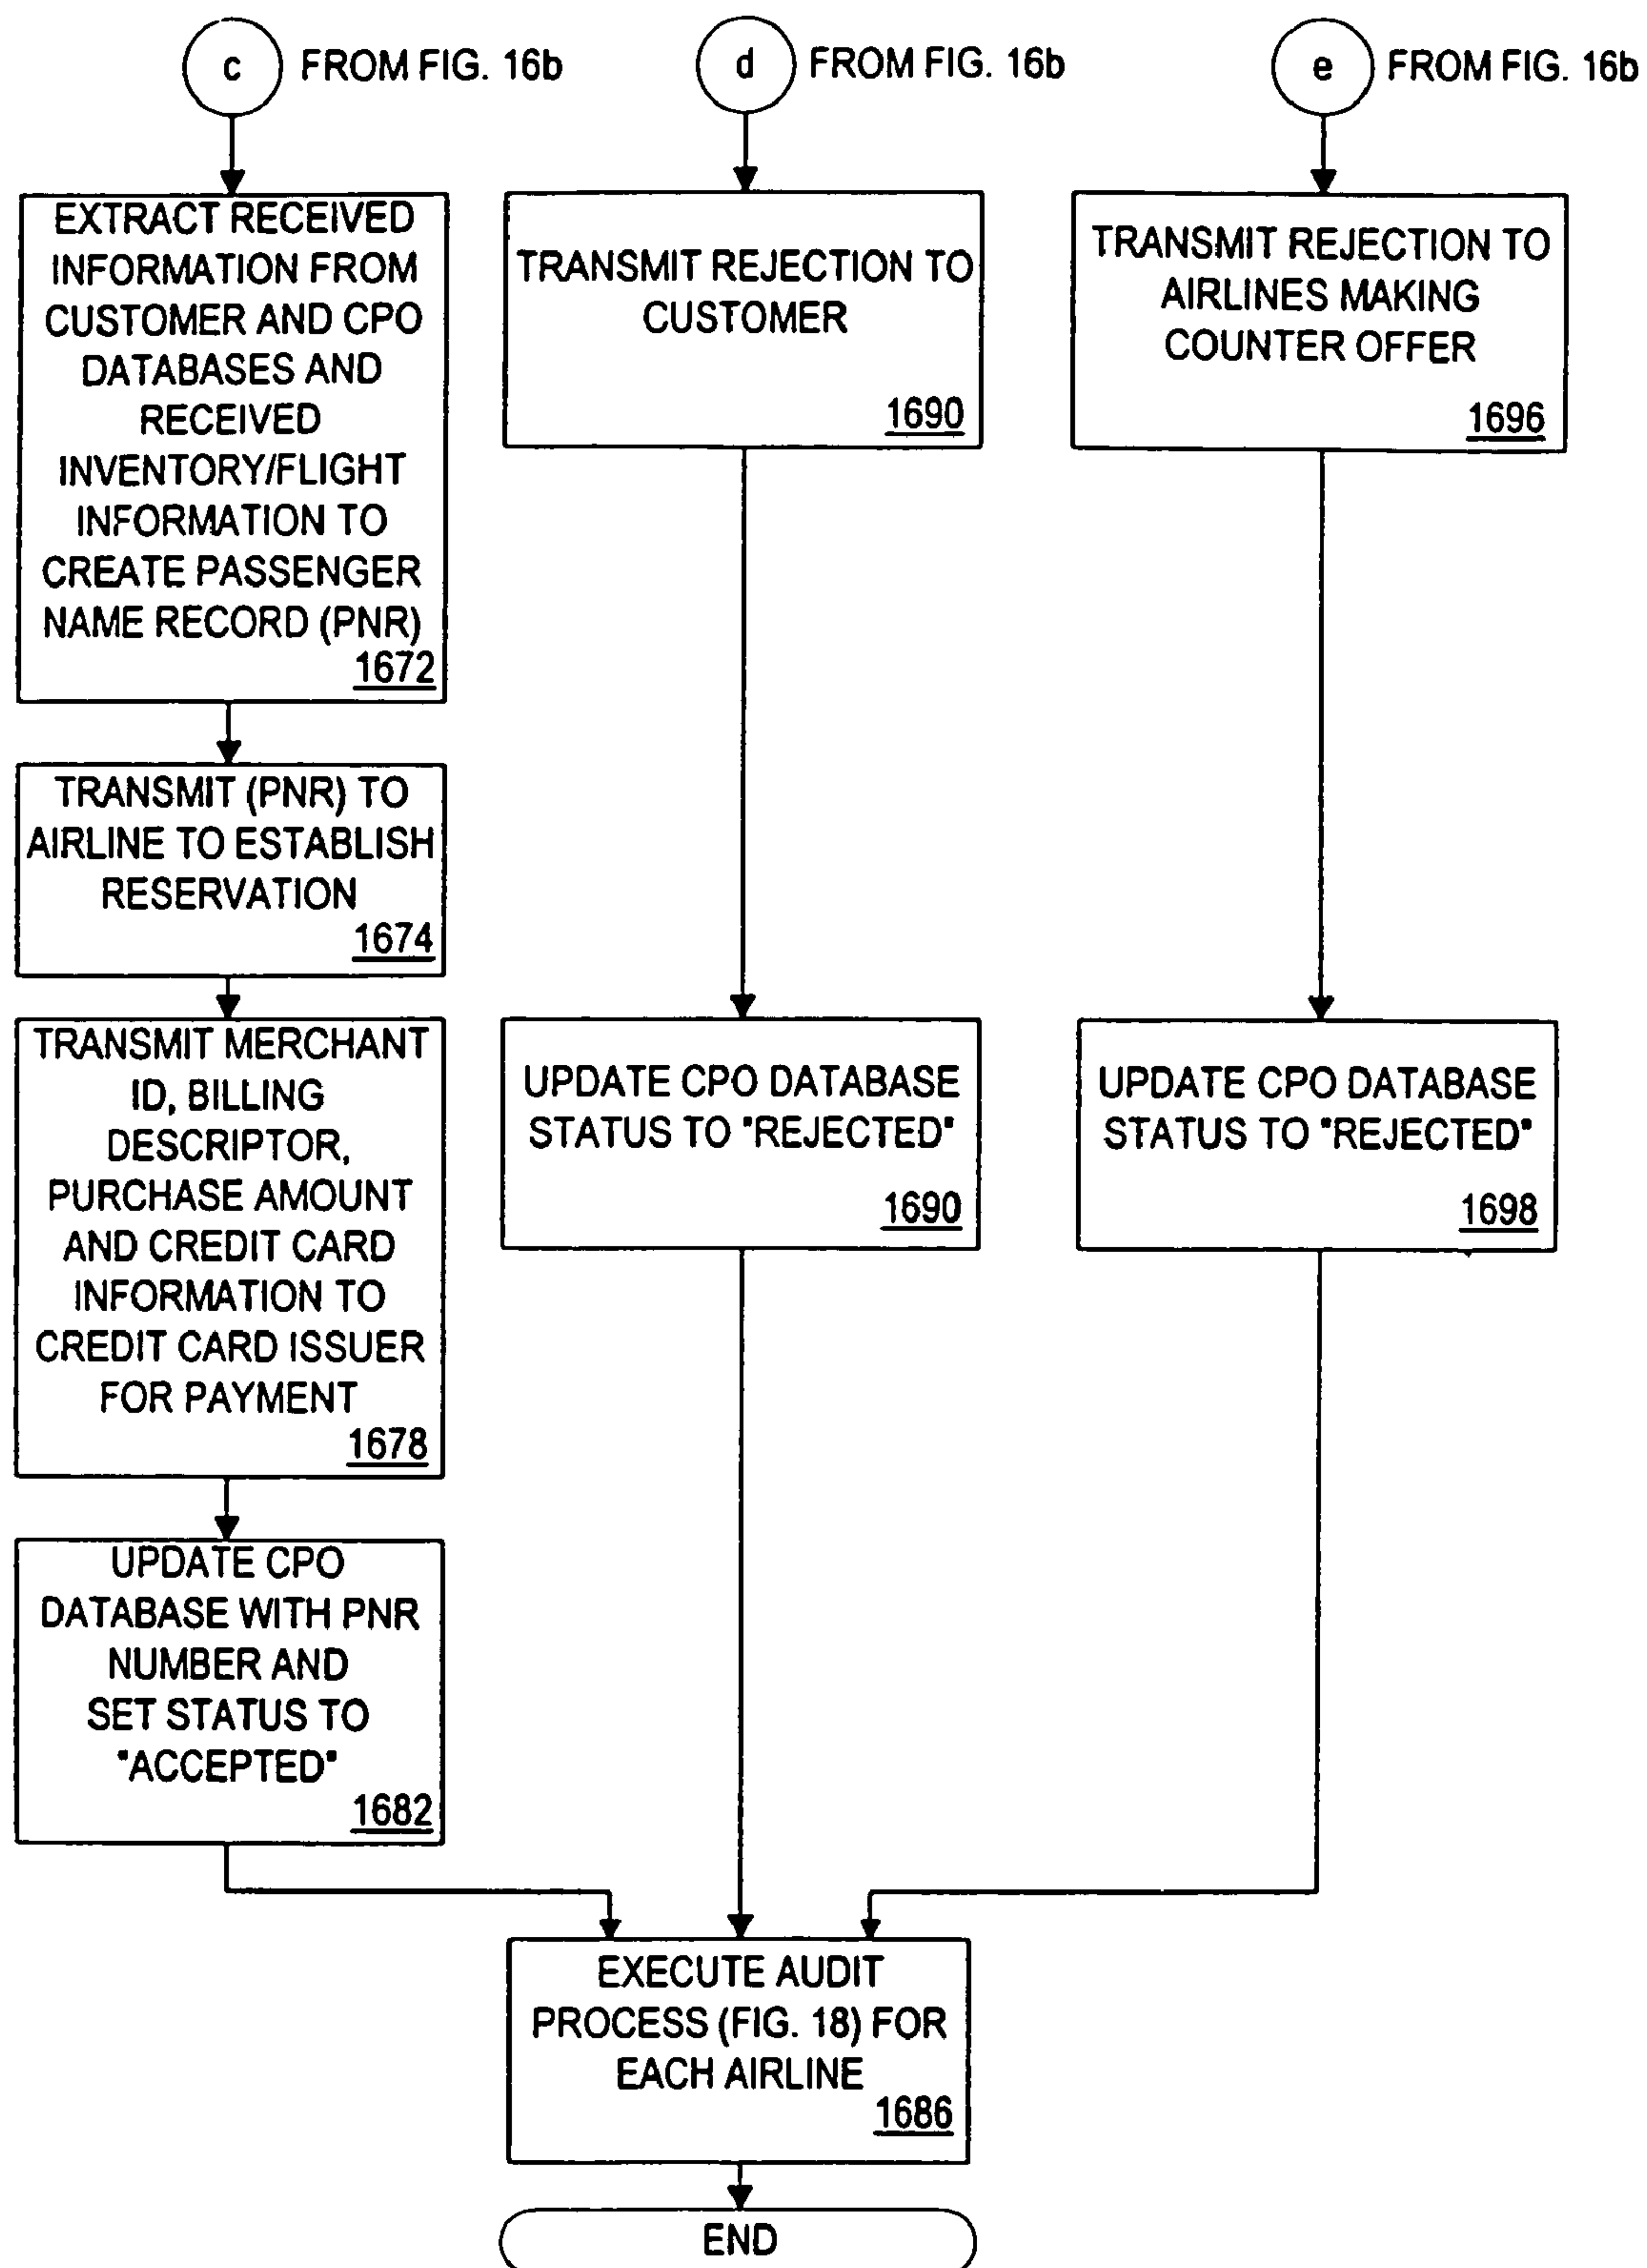 c FROM FIG. 16b
EXTRACT RECEIVED
INFORMATION FROM
CUSTOMER AND CPO
DATABASES AND
RECEIVED
INVENTORY/FLIGHT
INFORMATION TO
CREATE PASSENGER
NAME RECORD (PNR)
1672
TRANSMIT (PNR) TO
AIRLINE TO ESTABLISH
RESERVATION
1674
TRANSMIT MERCHANT
ID, BILLING
DESCRIPTOR,
PURCHASE AMOUNT
AND CREDIT CARD
INFORMATION TO
CREDIT CARD ISSUER
FOR PAYMENT
1678
UPDATE CPO
DATABASE WITH PNR
NUMBER AND
SET STATUS TO
"ACCEPTED"
1682
d FROM FIG. 16b
TRANSMIT REJECTION TO
CUSTOMER
1690
UPDATE CPO DATABASE
STATUS TO "REJECTED"
1690
e FROM FIG. 16b
TRANSMIT REJECTION TO
AIRLINES MAKING
COUNTER OFFER
1696
UPDATE CPO DATABASE
STATUS TO "REJECTED"
1698
EXECUTE AUDIT
PROCESS (FIG. 18) FOR
EACH AIRLINE
1686
END